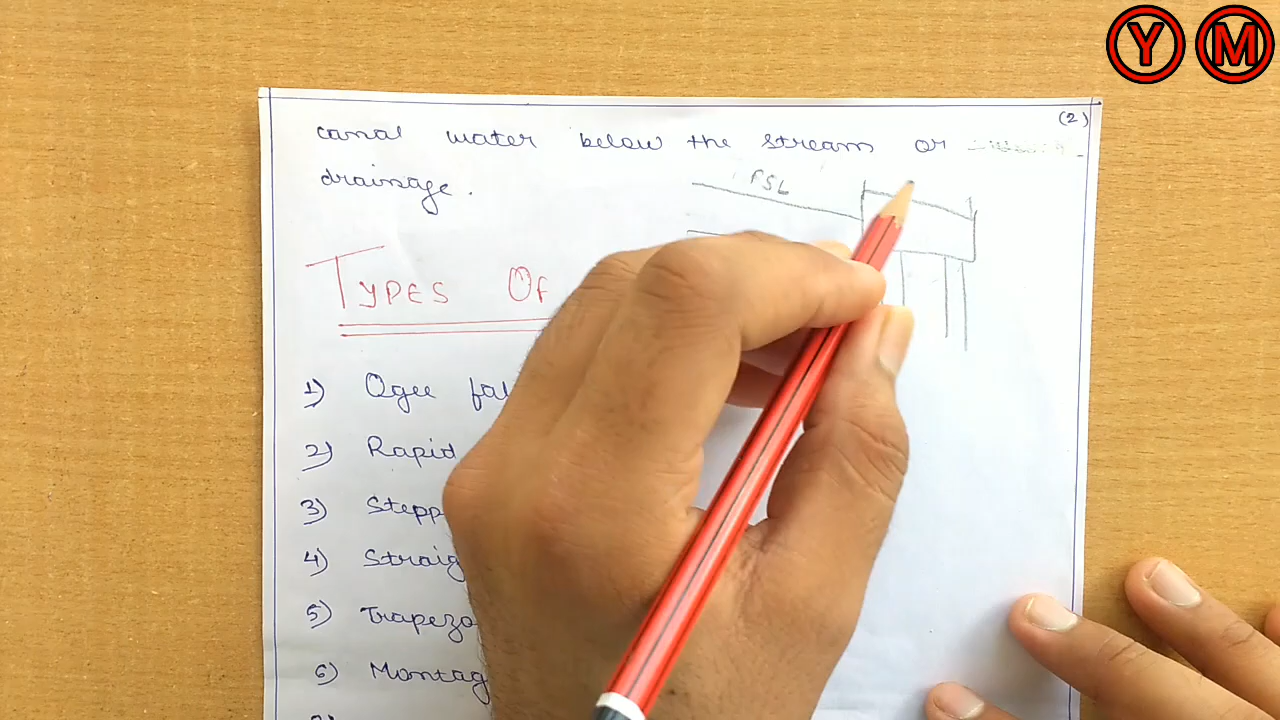 Y M
(2)
canal water below the stream or
drainage.
FSL
TYPES OF
1) Ogee fal
2) Rapid
3) Stepp
4) Straig
5) Trapezo
6) Montag